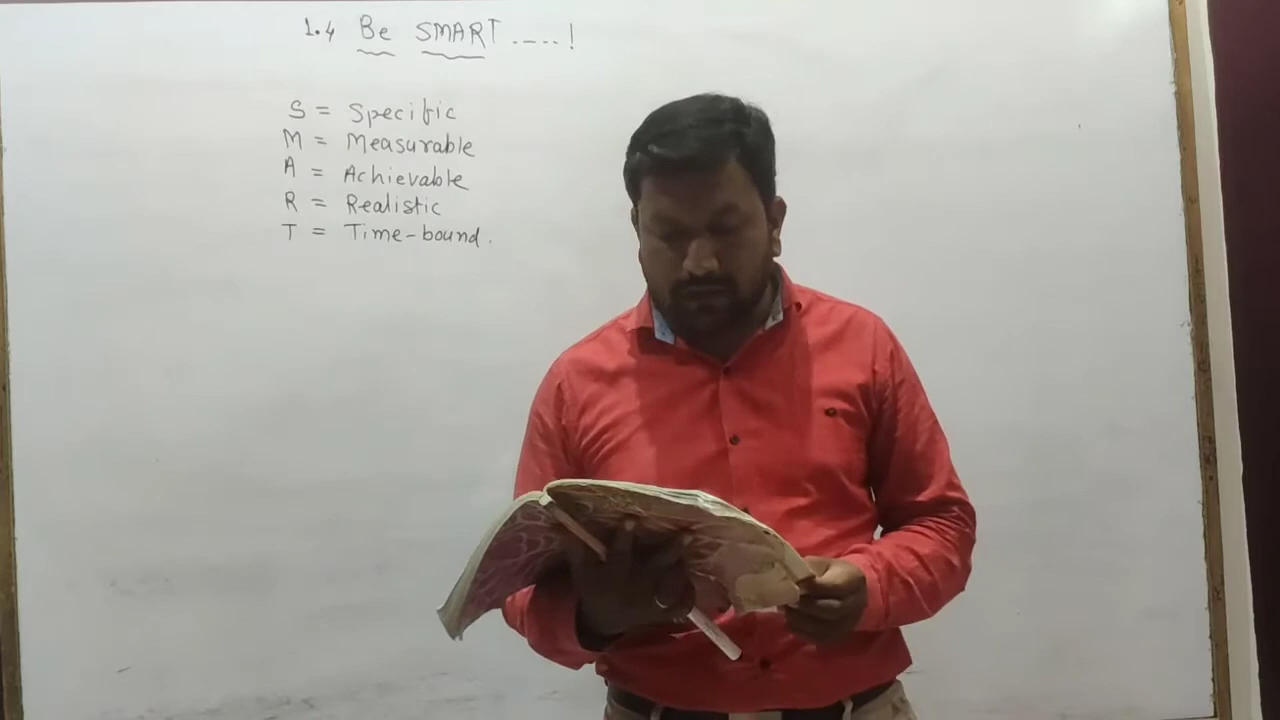 1.4 Be SMART -----!
S = Specific
M = Measurable
A = Achievable
R = Realistic
T = Time-bound.